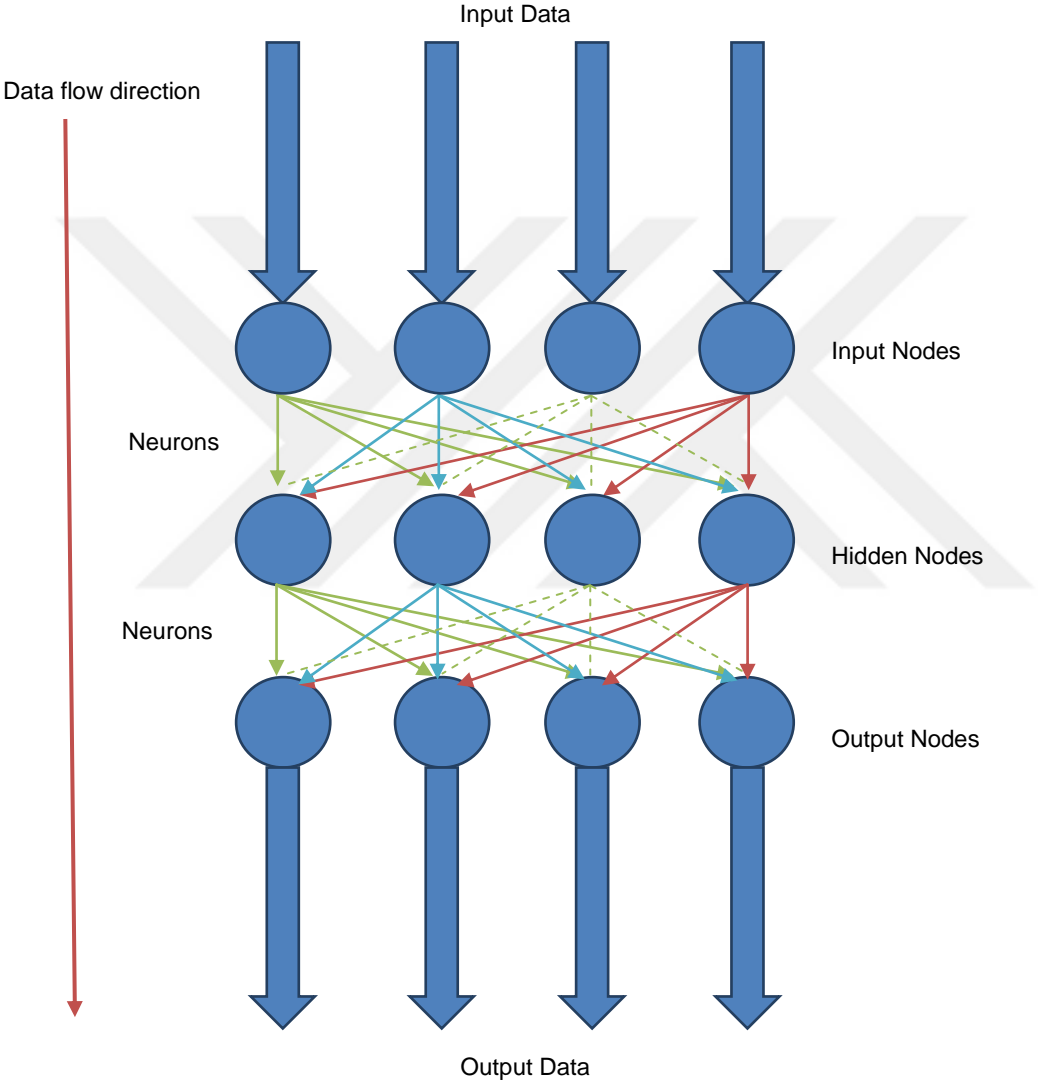 Input Data
Data flow direction
Input Nodes
Neurons
Hidden Nodes
Neurons
Output Nodes
Output Data